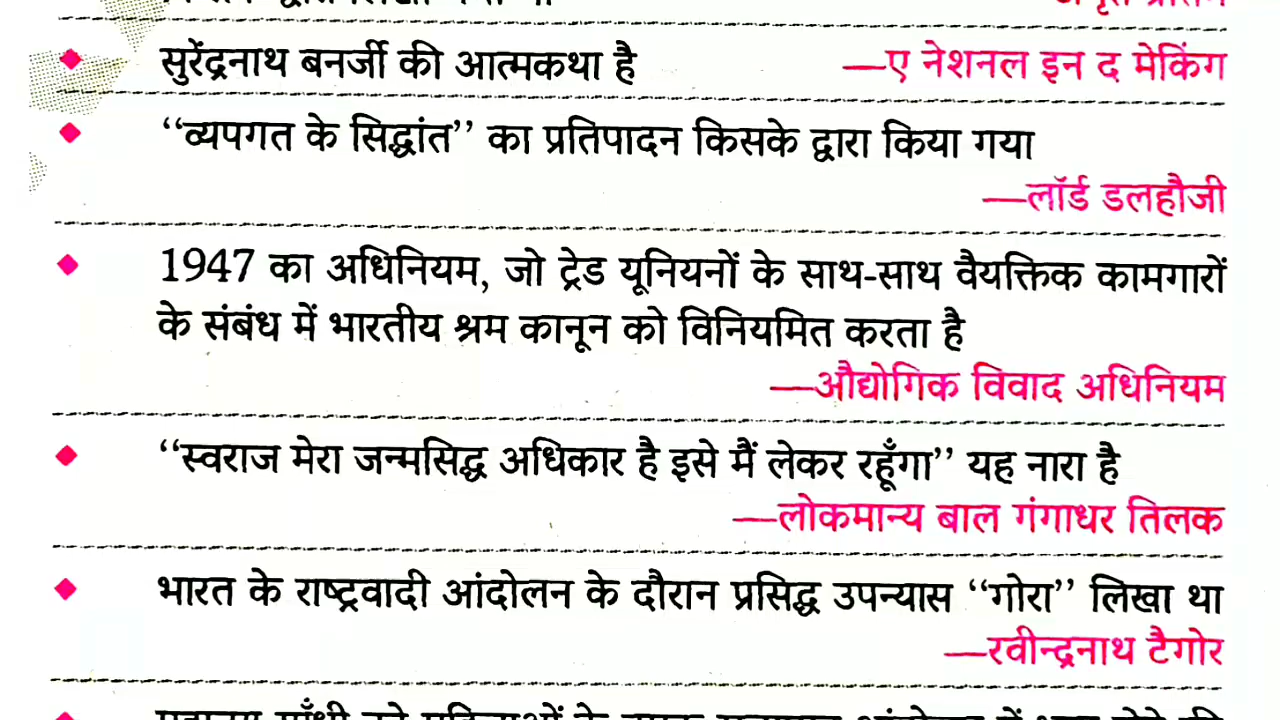 सुरेंद्रनाथ बनर्जी की आत्मकथा है —ए नेशनल इन द मेकिंग
‘‘व्यपगत के सिद्धांत’’ का प्रतिपादन किसके द्वारा किया गया
—लॉर्ड डलहौजी
1947 का अधिनियम, जो ट्रेड यूनियनों के साथ-साथ वैयक्तिक कामगारों
के संबंध में भारतीय श्रम कानून को विनियमित करता है
—औद्योगिक विवाद अधिनियम
‘‘स्वराज मेरा जन्मसिद्ध अधिकार है इसे मैं लेकर रहूँगा’’ यह नारा है
—लोकमान्य बाल गंगाधर तिलक
भारत के राष्ट्रवादी आंदोलन के दौरान प्रसिद्ध उपन्यास ‘‘गोरा’’ लिखा था
—रवीन्द्रनाथ टैगोर